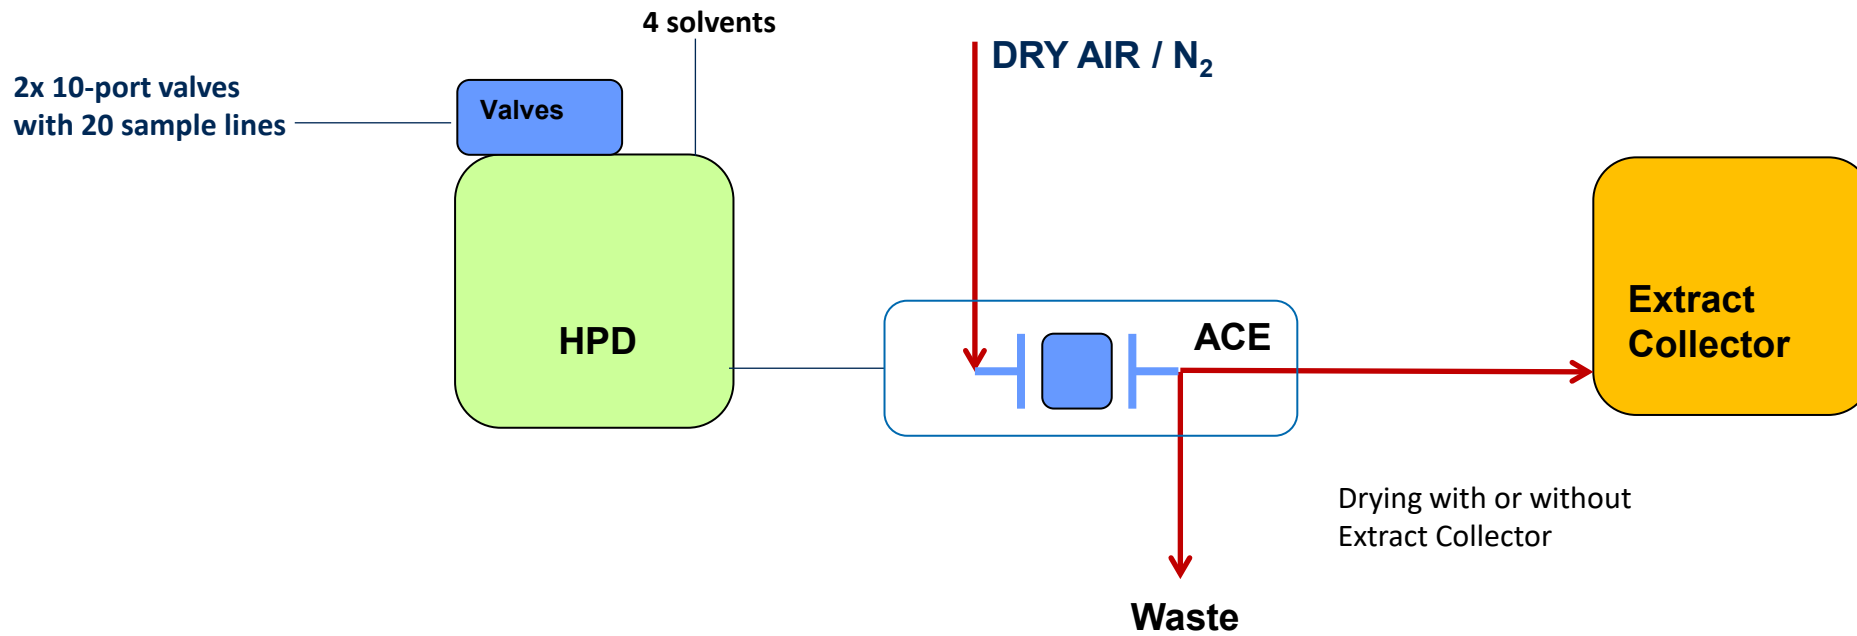 4 solvents
2x 10-port valves
with 20 sample lines
Valves
DRY AIR / N₂
HPD
ACE
Extract
Collector
Drying with or without
Extract Collector
Waste